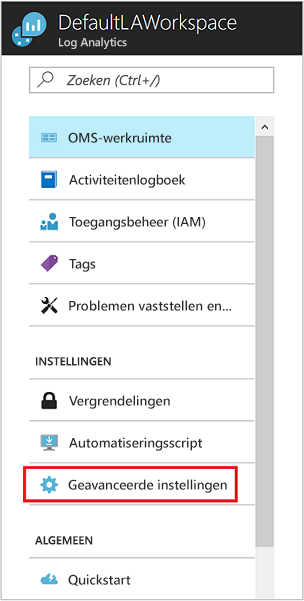 DefaultLAWorkspace
Log Analytics
Zoeken (Ctrl+/)
OMS-werkruimte
Activiteitenlogboek
Toegangsbeheer (IAM)
Tags
Problemen vaststellen en...
INSTELLINGEN
Vergrendelingen
Automatiseringsscript
Geavanceerde instellingen
ALGEMEEN
Quickstart